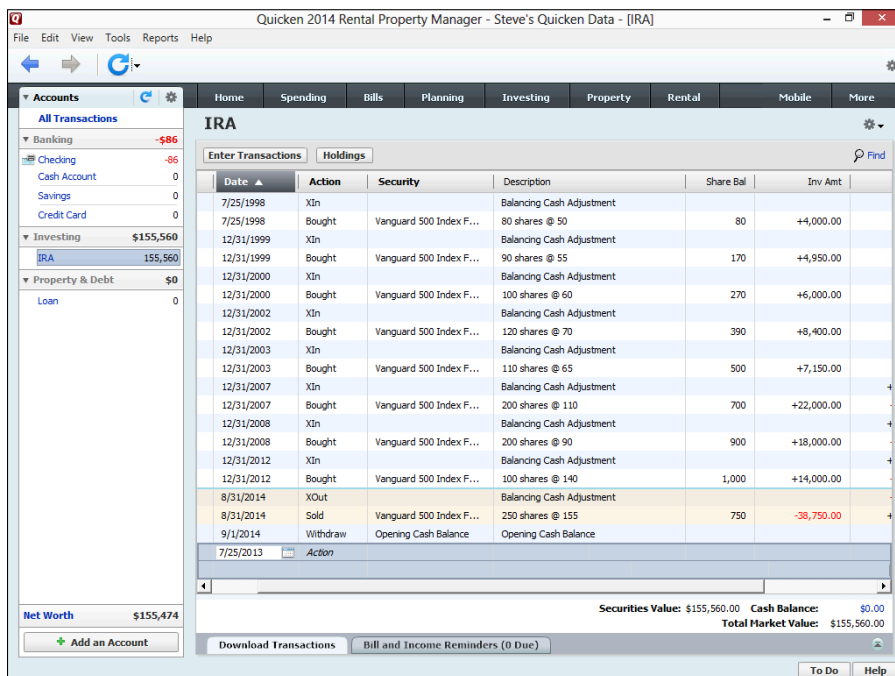 Quicken 2014 Rental Property Manager - Steve's Quicken Data - [IRA]
File Edit View Tools Reports Help
Accounts
All Transactions
Banking -$86
Checking -86
Cash Account 0
Savings 0
Credit Card 0
Investing $155,560
IRA 155,560
Property & Debt $0
Loan 0
Net Worth $155,474
Add an Account
Home Spending Bills Planning Investing Property Rental Mobile More
IRA
Enter Transactions Holdings Find
Date Action Security Description Share Bal Inv Amt
7/25/1998 XIn Balancing Cash Adjustment
7/25/1998 Bought Vanguard 500 Index F... 80 shares @ 50 80 +4,000.00
12/31/1999 XIn Balancing Cash Adjustment
12/31/1999 Bought Vanguard 500 Index F... 90 shares @ 55 170 +4,950.00
12/31/2000 XIn Balancing Cash Adjustment
12/31/2000 Bought Vanguard 500 Index F... 100 shares @ 60 270 +6,000.00
12/31/2002 XIn Balancing Cash Adjustment
12/31/2002 Bought Vanguard 500 Index F... 120 shares @ 70 390 +8,400.00
12/31/2003 XIn Balancing Cash Adjustment
12/31/2003 Bought Vanguard 500 Index F... 110 shares @ 65 500 +7,150.00
12/31/2007 XIn Balancing Cash Adjustment +
12/31/2007 Bought Vanguard 500 Index F... 200 shares @ 110 700 +22,000.00 -
12/31/2008 XIn Balancing Cash Adjustment +
12/31/2008 Bought Vanguard 500 Index F... 200 shares @ 90 900 +18,000.00 -
12/31/2012 XIn Balancing Cash Adjustment +
12/31/2012 Bought Vanguard 500 Index F... 100 shares @ 140 1,000 +14,000.00 -
8/31/2014 XOut Balancing Cash Adjustment -
8/31/2014 Sold Vanguard 500 Index F... 250 shares @ 155 750 -38,750.00 +
9/1/2014 Withdraw Opening Cash Balance Opening Cash Balance
7/25/2013 Action
Securities Value: $155,560.00 Cash Balance: $0.00
Total Market Value: $155,560.00
Download Transactions Bill and Income Reminders (0 Due)
To Do Help